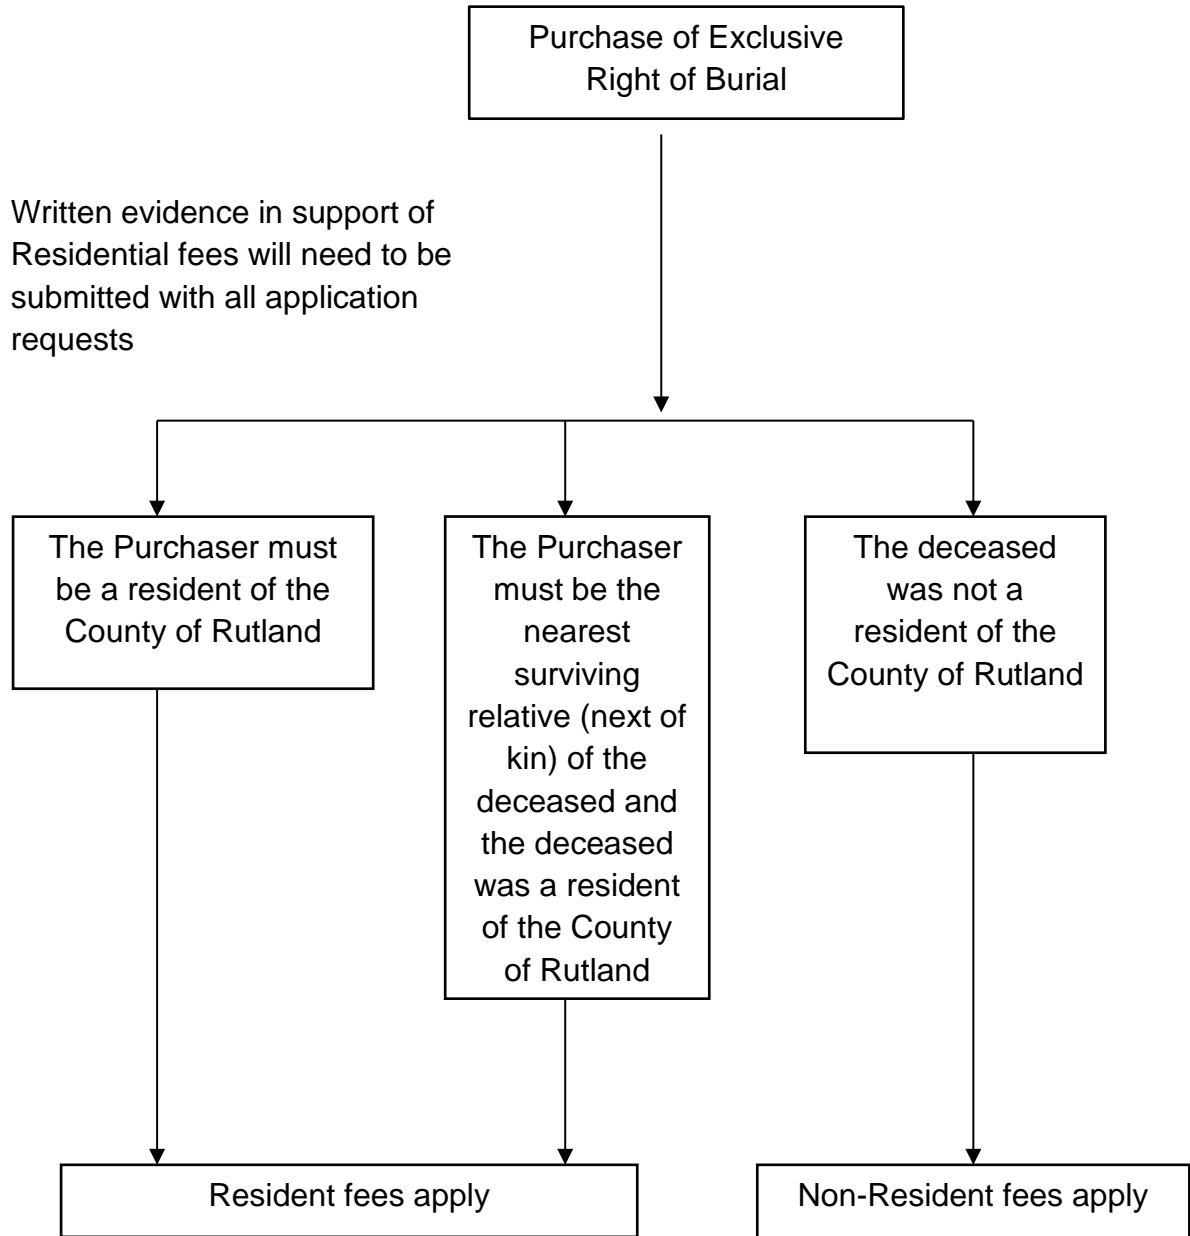 Purchase of Exclusive
Right of Burial
Written evidence in support of
Residential fees will need to be
submitted with all application
requests
The Purchaser must
be a resident of the
County of Rutland
The Purchaser
must be the
nearest
surviving
relative (next of
kin) of the
deceased and
the deceased
was a resident
of the County
of Rutland
The deceased
was not a
resident of the
County of Rutland
Resident fees apply
Non-Resident fees apply